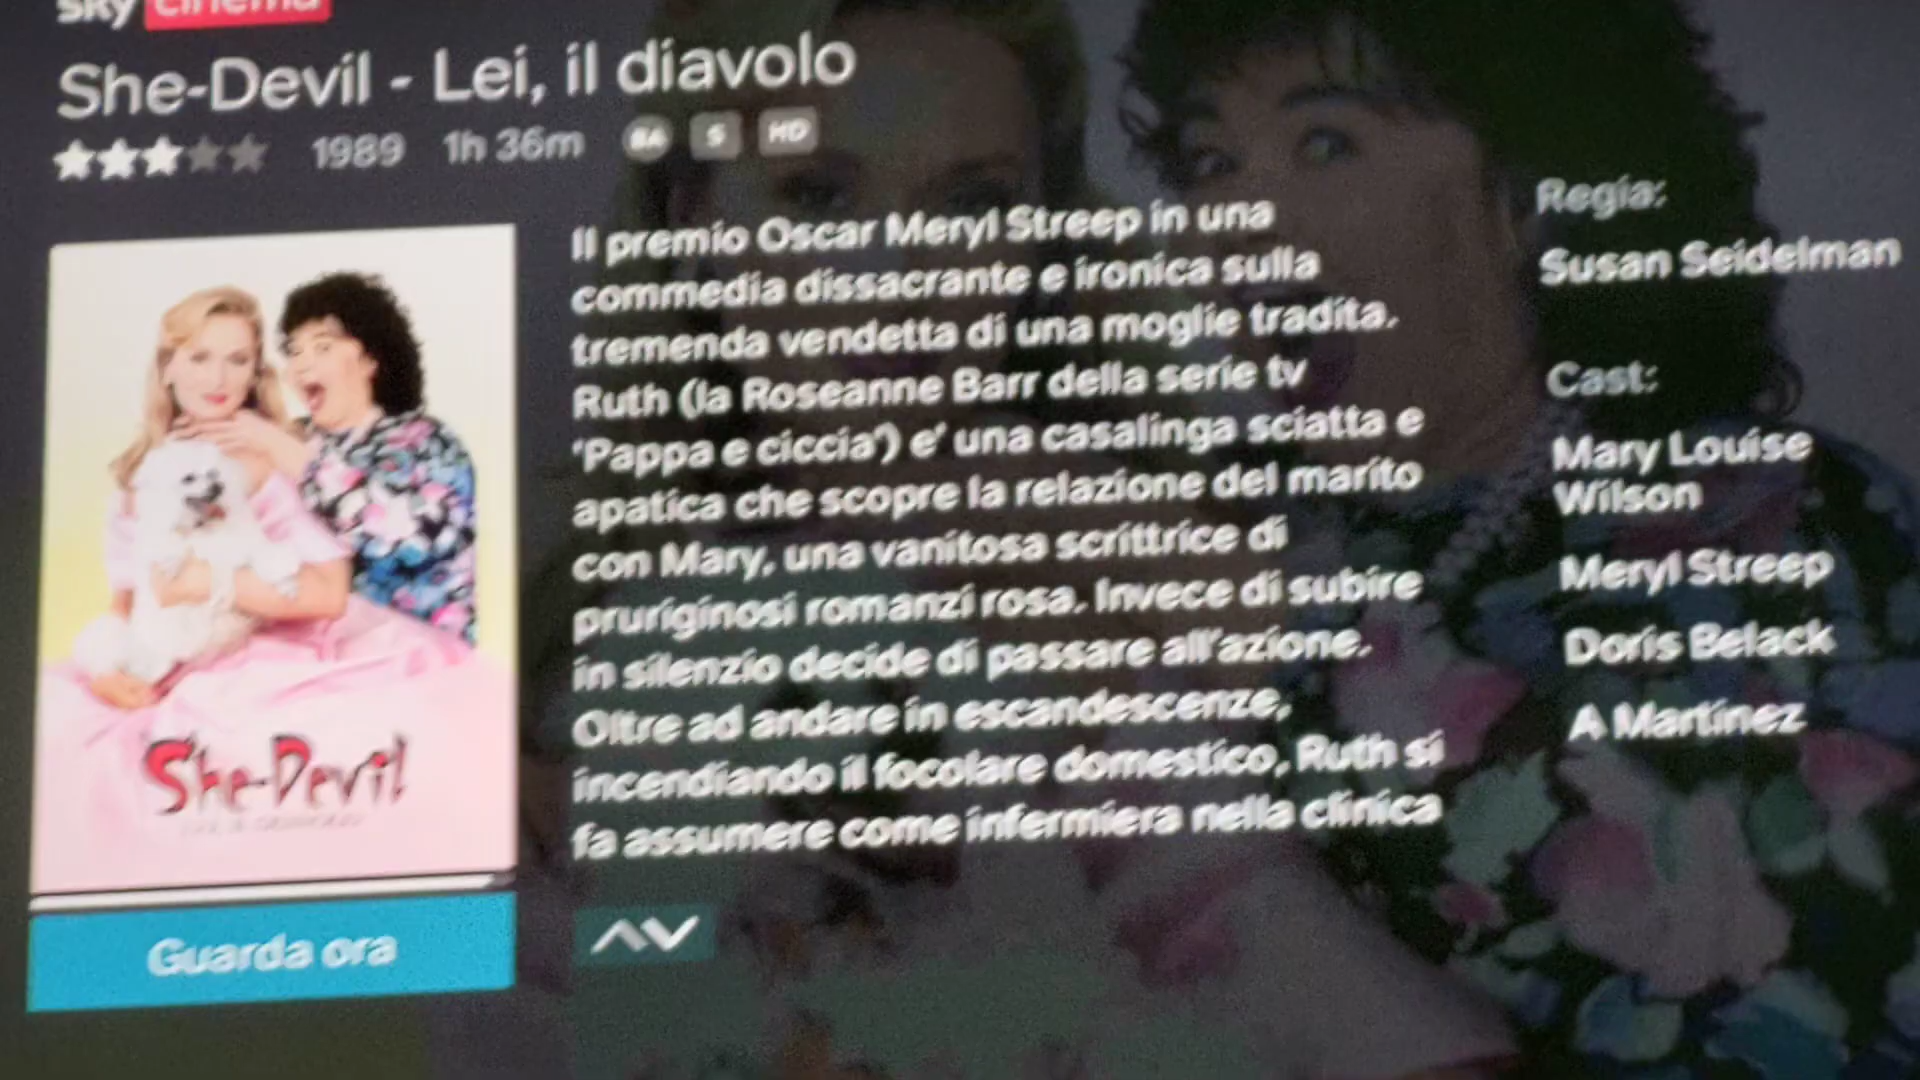 sky cinema
She-Devil - Lei, il diavolo
1989 1h 36m BA S HD
Il premio Oscar Meryl Streep in una
commedia dissacrante e ironica sulla
tremenda vendetta di una moglie tradita.
Ruth (la Roseanne Barr della serie tv
'Pappa e ciccia') e' una casalinga sciatta e
apatica che scopre la relazione del marito
con Mary, una vanitosa scrittrice di
pruriginosi romanzi rosa. Invece di subire
in silenzio decide di passare all'azione.
Oltre ad andare in escandescenze,
incendiando il focolare domestico, Ruth si
fa assumere come infermiera nella clinica
Regia:
Susan Seidelman
Cast:
Mary Louise
Wilson
Meryl Streep
Doris Belack
A Martinez
She-Devil
Guarda ora